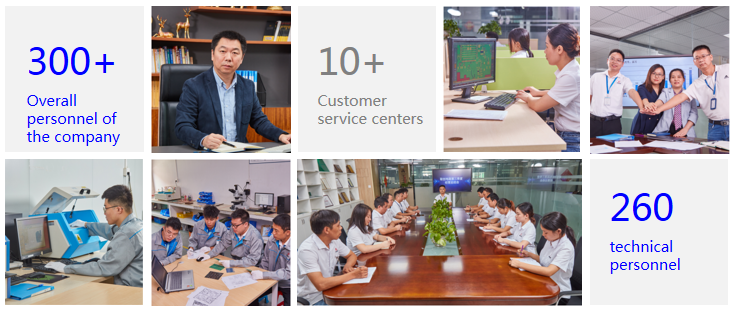 300+
Overall
personnel of
the company
10+
Customer
service centers
260
technical
personnel